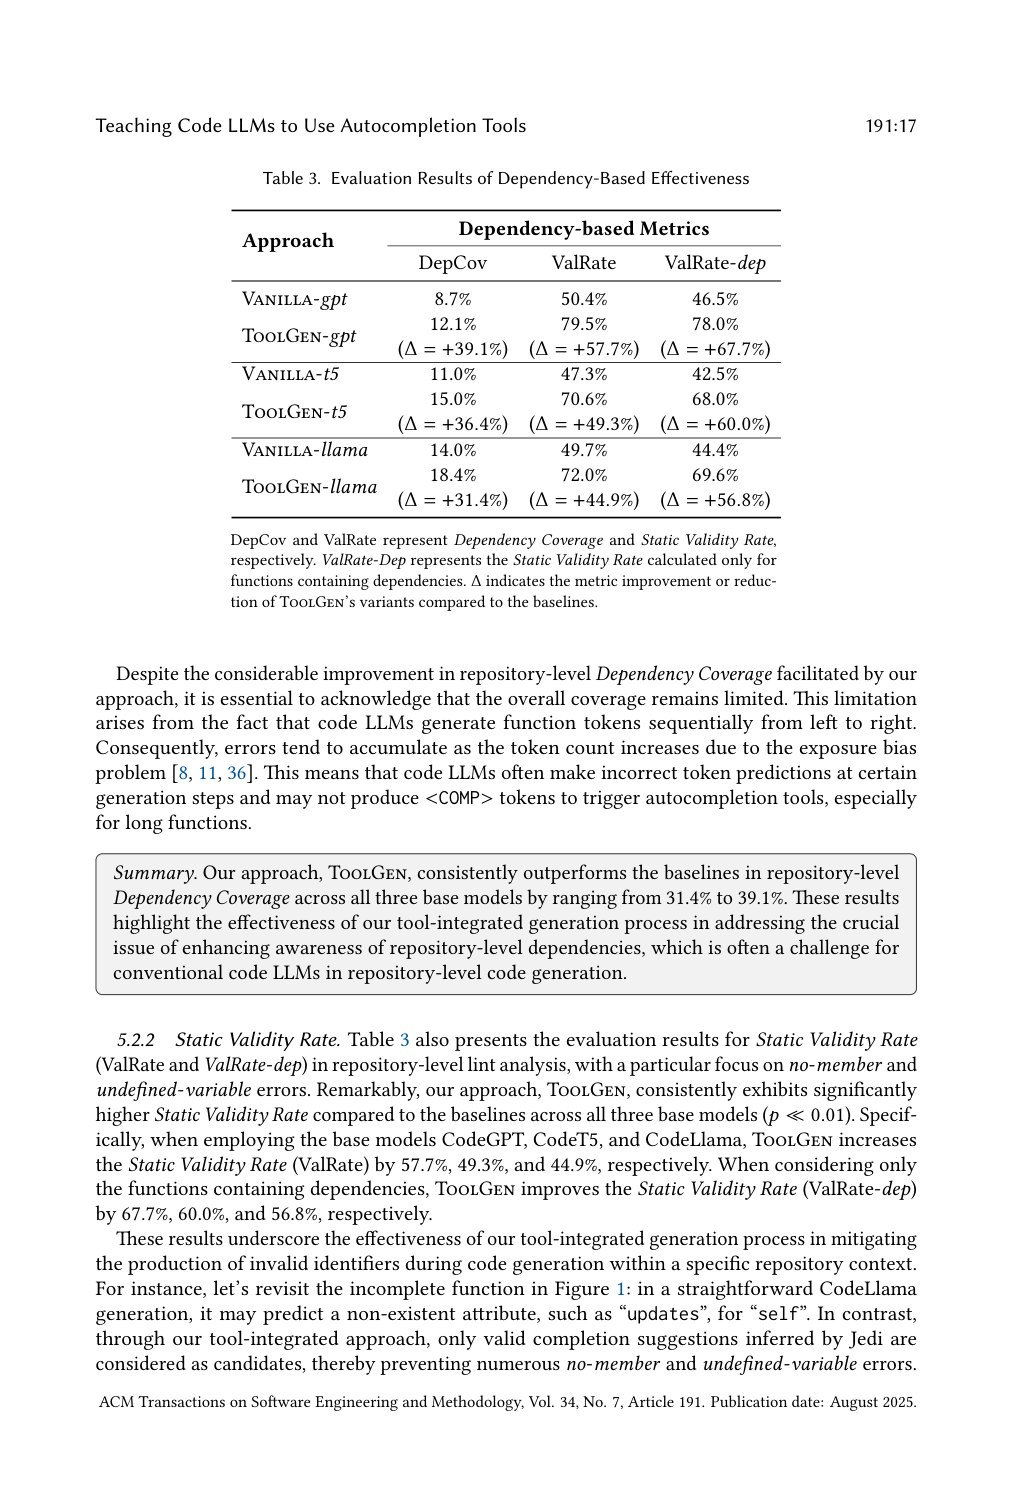 Teaching Code LLMs to Use Autocompletion Tools 191:17
Table 3. Evaluation Results of Dependency-Based Effectiveness
Approach Dependency-based Metrics
DepCov ValRate ValRate-dep
Vanilla-gpt 8.7% 50.4% 46.5%
ToolGen-gpt 12.1% 79.5% 78.0%
(Δ = +39.1%) (Δ = +57.7%) (Δ = +67.7%)
Vanilla-t5 11.0% 47.3% 42.5%
ToolGen-t5 15.0% 70.6% 68.0%
(Δ = +36.4%) (Δ = +49.3%) (Δ = +60.0%)
Vanilla-llama 14.0% 49.7% 44.4%
ToolGen-llama 18.4% 72.0% 69.6%
(Δ = +31.4%) (Δ = +44.9%) (Δ = +56.8%)
DepCov and ValRate represent Dependency Coverage and Static Validity Rate,
respectively. ValRate-Dep represents the Static Validity Rate calculated only for
functions containing dependencies. Δ indicates the metric improvement or reduc-
tion of ToolGen's variants compared to the baselines.
Despite the considerable improvement in repository-level Dependency Coverage facilitated by our
approach, it is essential to acknowledge that the overall coverage remains limited. This limitation
arises from the fact that code LLMs generate function tokens sequentially from left to right.
Consequently, errors tend to accumulate as the token count increases due to the exposure bias
problem [8, 11, 36]. This means that code LLMs often make incorrect token predictions at certain
generation steps and may not produce <COMP> tokens to trigger autocompletion tools, especially
for long functions.
Summary. Our approach, ToolGen, consistently outperforms the baselines in repository-level
Dependency Coverage across all three base models by ranging from 31.4% to 39.1%. These results
highlight the effectiveness of our tool-integrated generation process in addressing the crucial
issue of enhancing awareness of repository-level dependencies, which is often a challenge for
conventional code LLMs in repository-level code generation.
5.2.2 Static Validity Rate. Table 3 also presents the evaluation results for Static Validity Rate
(ValRate and ValRate-dep) in repository-level lint analysis, with a particular focus on no-member and
undefined-variable errors. Remarkably, our approach, ToolGen, consistently exhibits significantly
higher Static Validity Rate compared to the baselines across all three base models (p ≪ 0.01). Specif-
ically, when employing the base models CodeGPT, CodeT5, and CodeLlama, ToolGen increases
the Static Validity Rate (ValRate) by 57.7%, 49.3%, and 44.9%, respectively. When considering only
the functions containing dependencies, ToolGen improves the Static Validity Rate (ValRate-dep)
by 67.7%, 60.0%, and 56.8%, respectively.
These results underscore the effectiveness of our tool-integrated generation process in mitigating
the production of invalid identifiers during code generation within a specific repository context.
For instance, let's revisit the incomplete function in Figure 1: in a straightforward CodeLlama
generation, it may predict a non-existent attribute, such as “updates”, for “self”. In contrast,
through our tool-integrated approach, only valid completion suggestions inferred by Jedi are
considered as candidates, thereby preventing numerous no-member and undefined-variable errors.
ACM Transactions on Software Engineering and Methodology, Vol. 34, No. 7, Article 191. Publication date: August 2025.